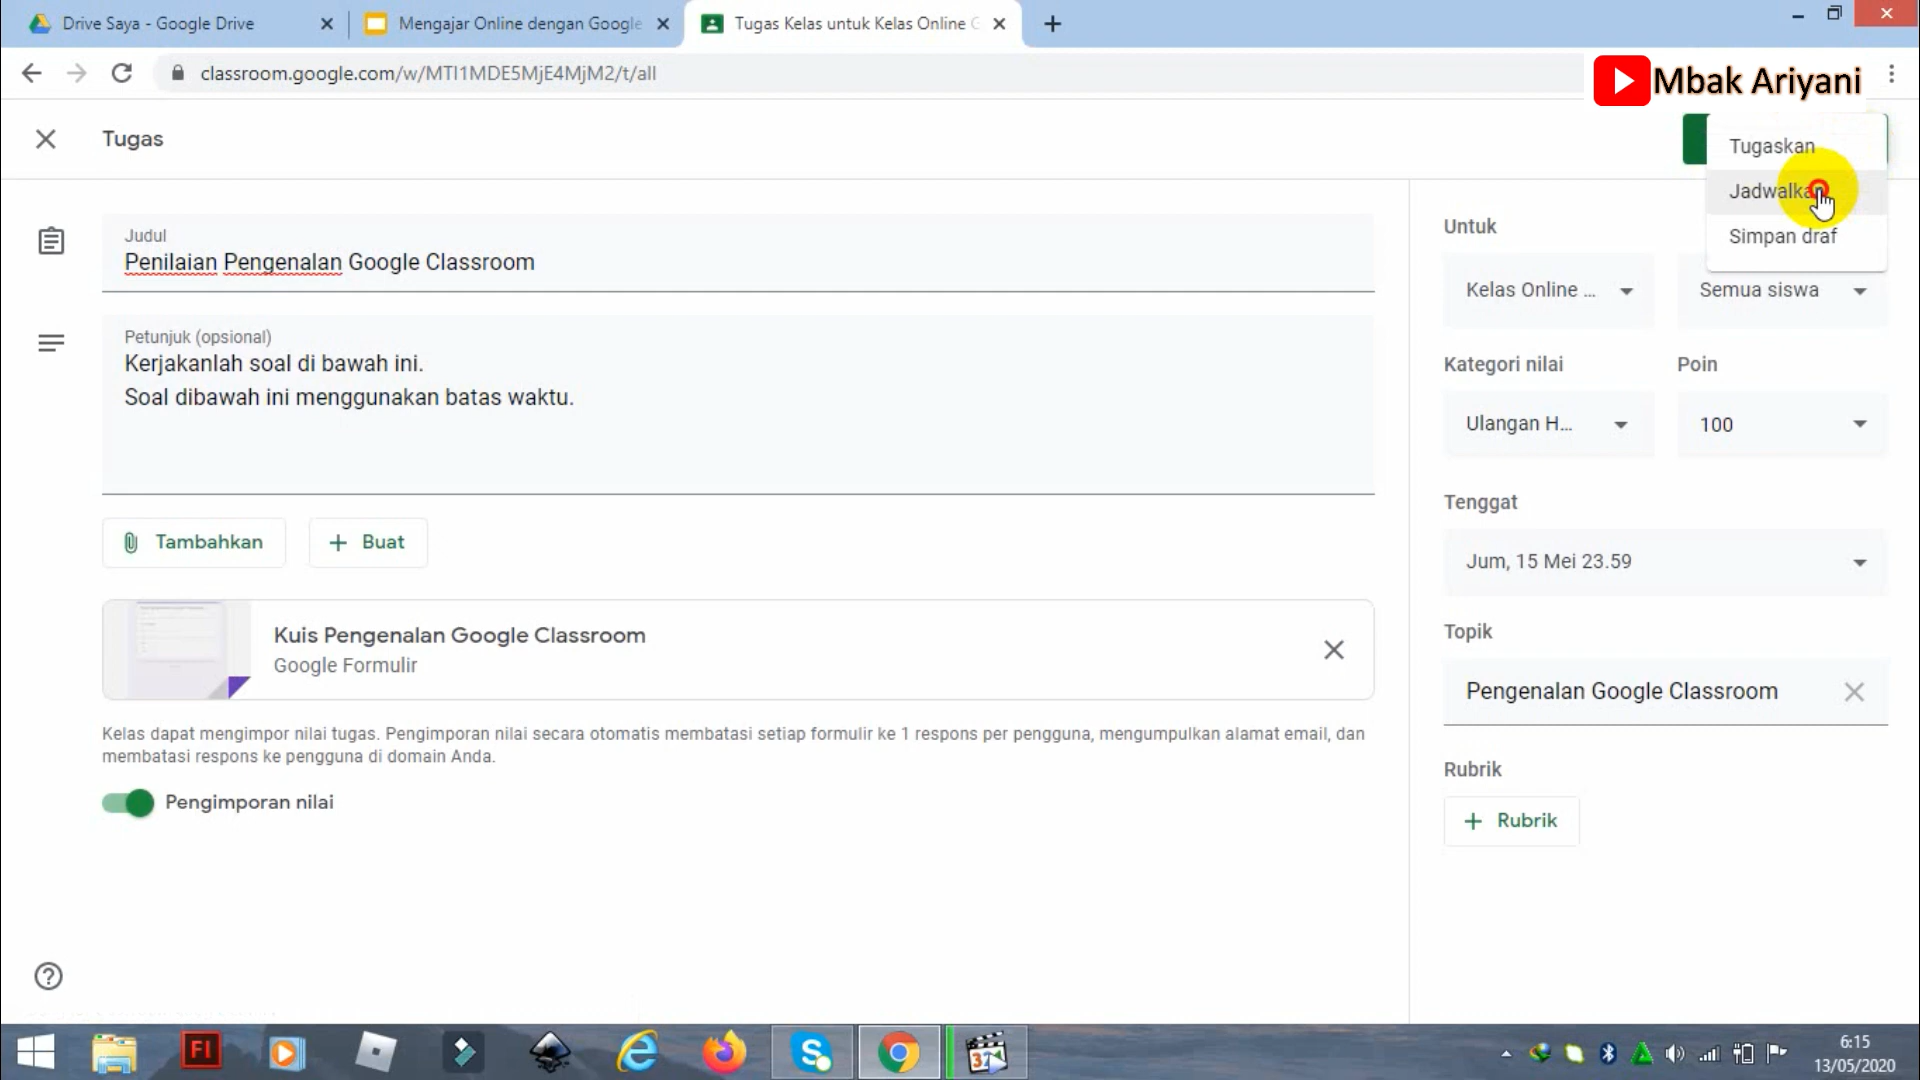 Drive Saya - Google Drive
Mengajar Online dengan Google
Tugas Kelas untuk Kelas Online G
classroom.google.com/w/MTI1MDE5MjE4MjM2/t/all
Mbak Ariyani
Tugas
Tugaskan
Jadwalkan
Simpan draf
Judul
Penilaian Pengenalan Google Classroom
Petunjuk (opsional)
Kerjakanlah soal di bawah ini.
Soal dibawah ini menggunakan batas waktu.
Tambahkan
Buat
Kuis Pengenalan Google Classroom
Google Formulir
Kelas dapat mengimpor nilai tugas. Pengimporan nilai secara otomatis membatasi setiap formulir ke 1 respons per pengguna, mengumpulkan alamat email, dan
membatasi respons ke pengguna di domain Anda.
Pengimporan nilai
Untuk
Kelas Online ...
Semua siswa
Kategori nilai
Poin
Ulangan H...
100
Tenggat
Jum, 15 Mei 23.59
Topik
Pengenalan Google Classroom
Rubrik
Rubrik
6:15
13/05/2020